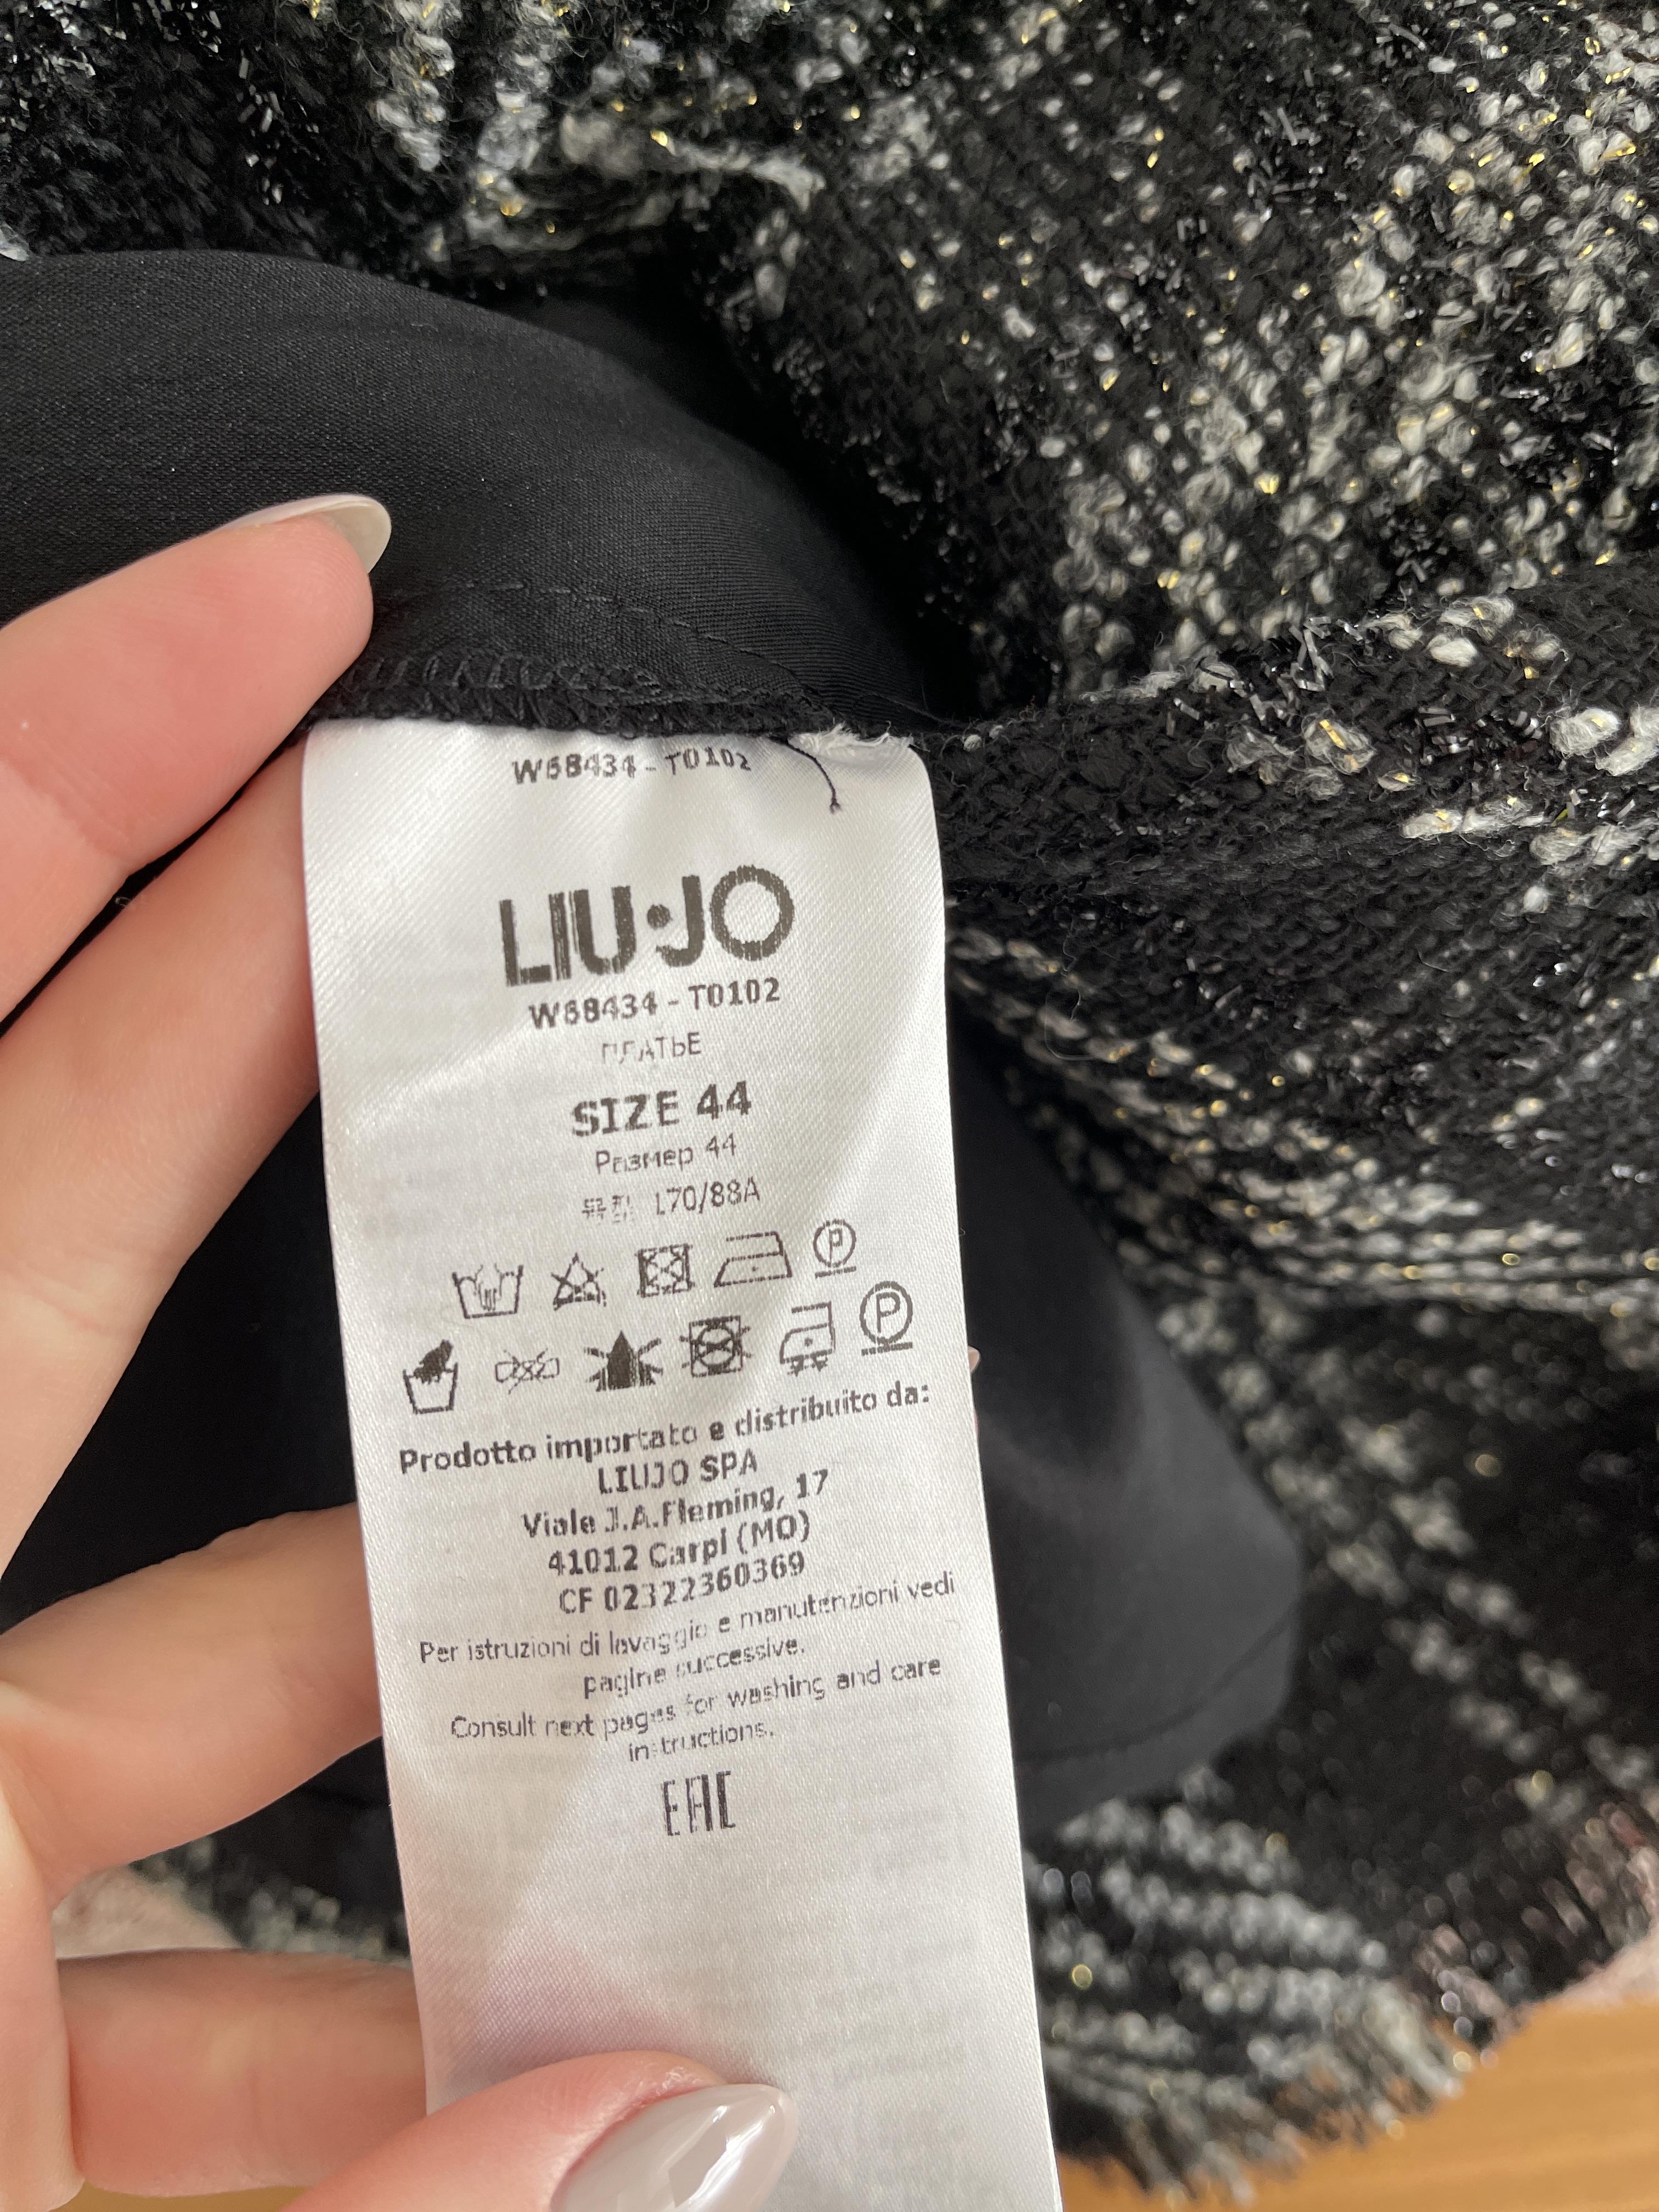 W68434 - T0102
LIU•JO
W68434 - T0102
ПЛАТЬЕ
SIZE 44
Размер 44
170/88A
P
P
Prodotto importato e distribuito da:
LIUJO SPA
Viale J.A.Fleming, 17
41012 Carpi (MO)
CF 02322360369
Per istruzioni di lavaggio e manutenzioni vedi
pagine successive.
Consult next pages for washing and care
instructions.
EAC